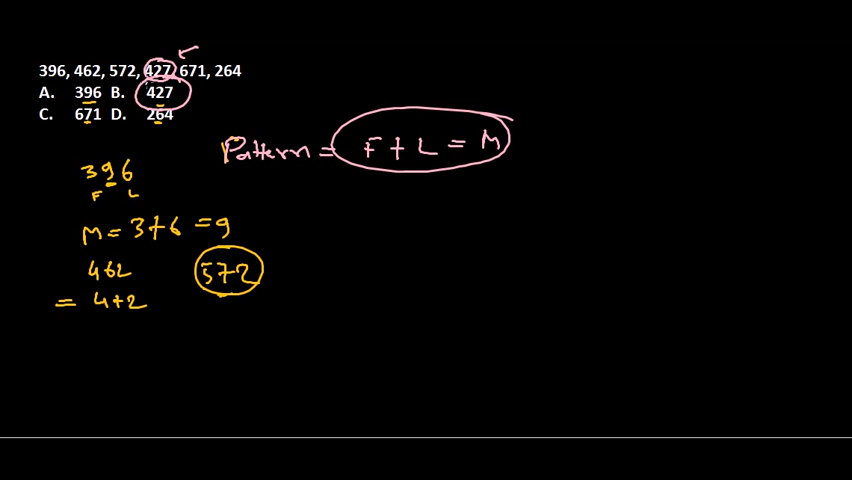 396, 462, 572, 427, 671, 264
A. 396 B. 427
C. 671 D. 264
Pattern = F + L = M
396
F L
M = 3+6 = 9
462 572
= 4+2